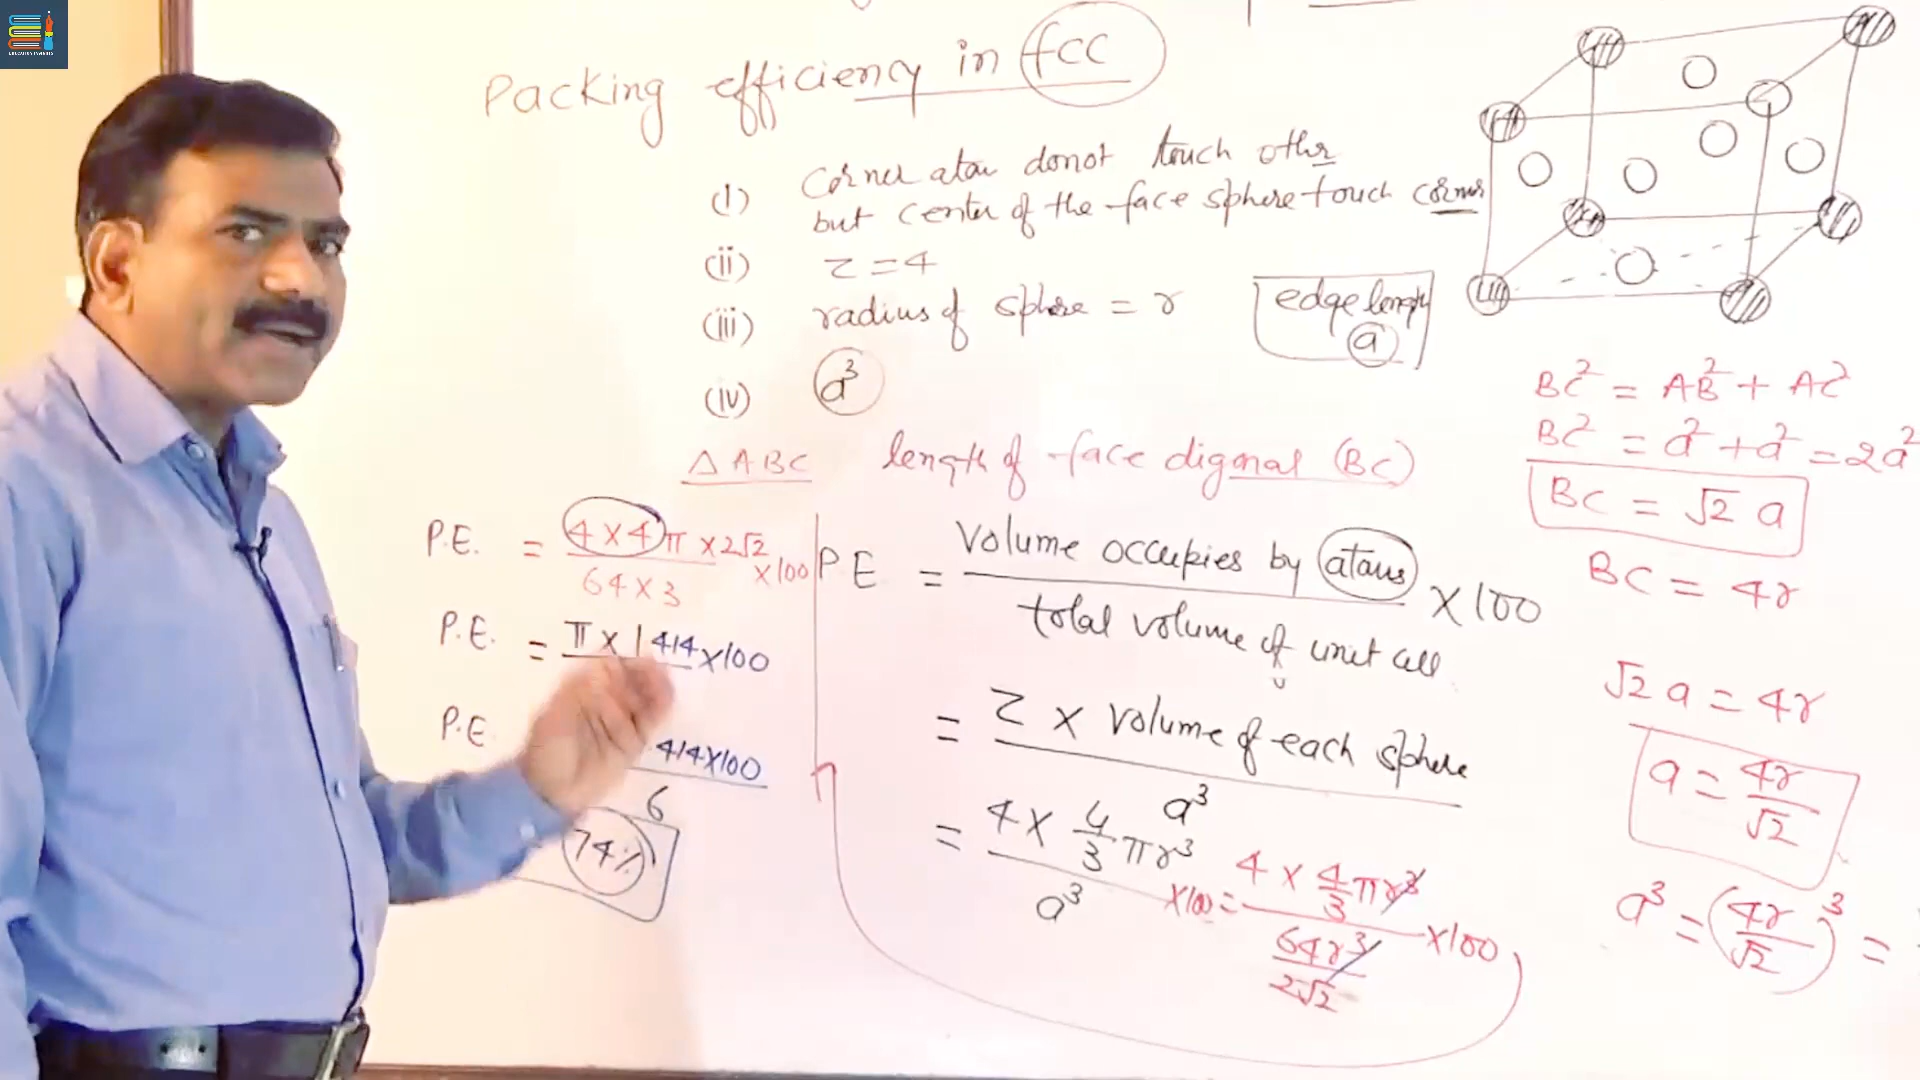 Packing efficiency in fcc
(i) Corner atom donot touch other
but center of the face sphere touch corner
(ii) Z = 4
(iii) radius of sphere = r
edge length
a
(iv) a³
△ ABC length of face digonal (BC)
BC² = AB² + AC²
BC² = a² + a² = 2a²
BC = √2 a
BC = 4r
√2 a = 4r
a = 4r/√2
a³ = (4r/√2)³ =
PE = Volume occupies by atoms / total volume of unit cell × 100
= Z × Volume of each sphere / a³
= 4 × 4/3 πr³ / a³ ×100 = 4 × 4/3 πr³ / 64r³/2√2 ×100
P.E. = 4 × 4 π × 2√2 / 64 × 3 ×100
P.E. = π × 1 414 ×100
P.E. 414×100
6
74%